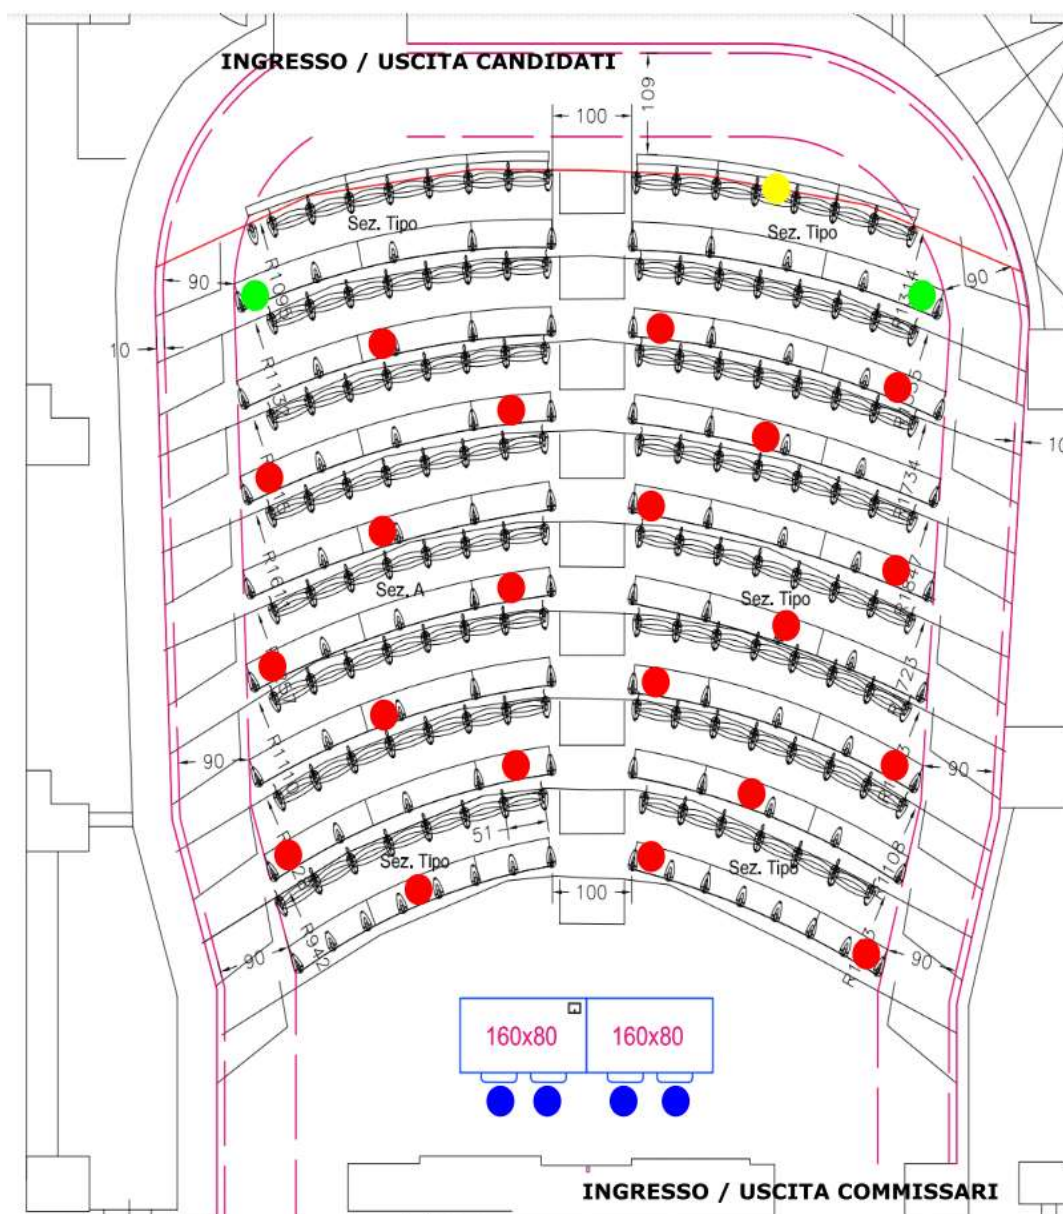 INGRESSO / USCITA CANDIDATI
109
100
Sez. Tipo
Sez. Tipo
90
90
10
Sez. A
Sez. Tipo
90
90
51
Sez. Tipo
Sez. Tipo
100
R942
90
90
160x80
160x80
INGRESSO / USCITA COMMISSARI